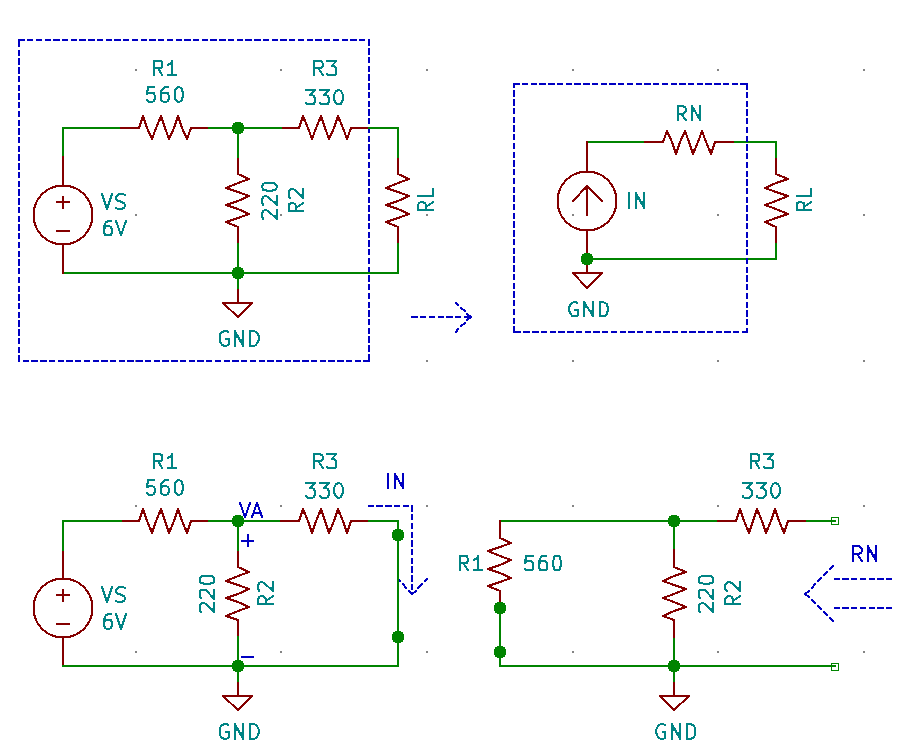 R1
560
R3
330
VS
6V
220
R2
RL
GND
RN
IN
RL
GND
R1
560
R3
330
IN
VA
+
VS
6V
220
R2
−
GND
R3
330
R1
560
220
R2
RN
GND